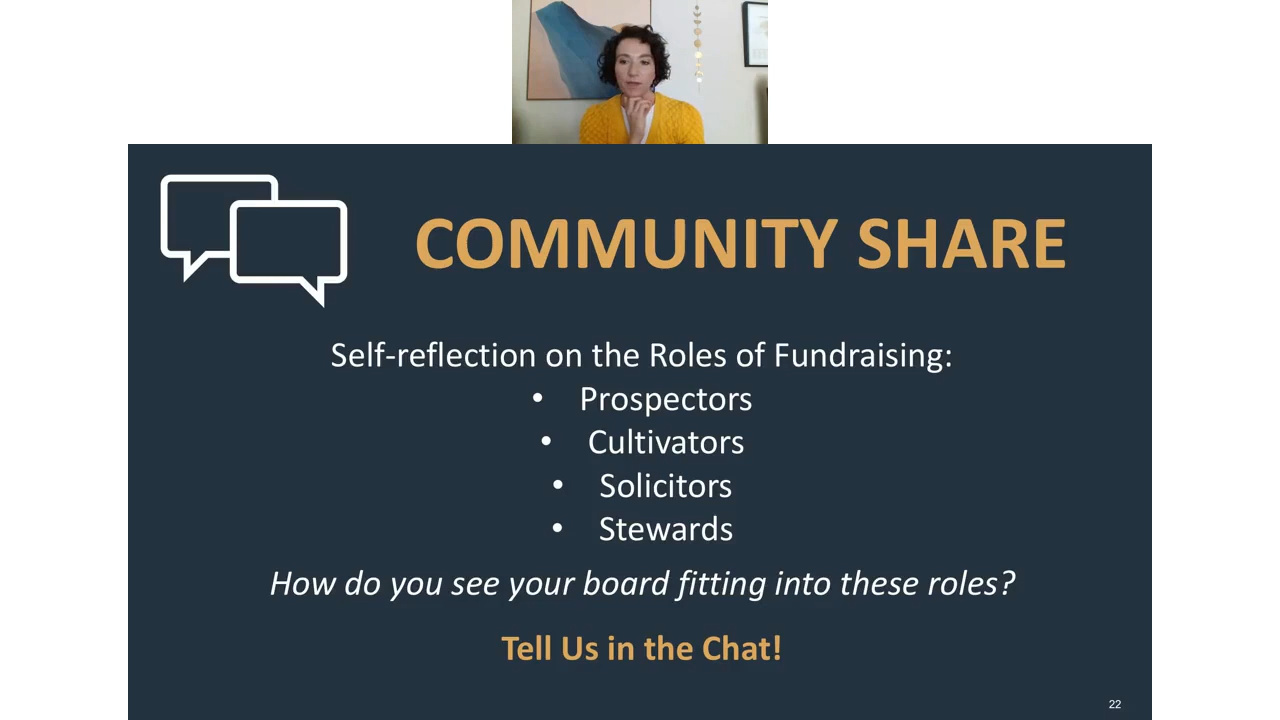 COMMUNITY SHARE
Self-reflection on the Roles of Fundraising:
• Prospectors
• Cultivators
• Solicitors
• Stewards
How do you see your board fitting into these roles?
Tell Us in the Chat!
22